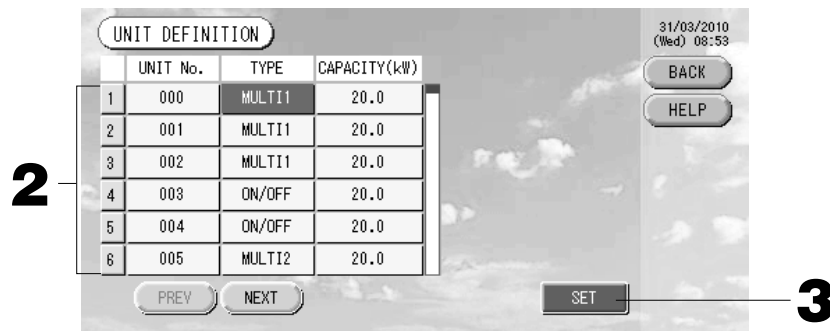 UNIT DEFINITION
31/03/2010
(Wed) 08:53
UNIT No. TYPE CAPACITY(kW)
BACK
1 000 MULTI1 20.0
HELP
2 001 MULTI1 20.0
3 002 MULTI1 20.0
2
4 003 ON/OFF 20.0
5 004 ON/OFF 20.0
6 005 MULTI2 20.0
PREV NEXT SET
3